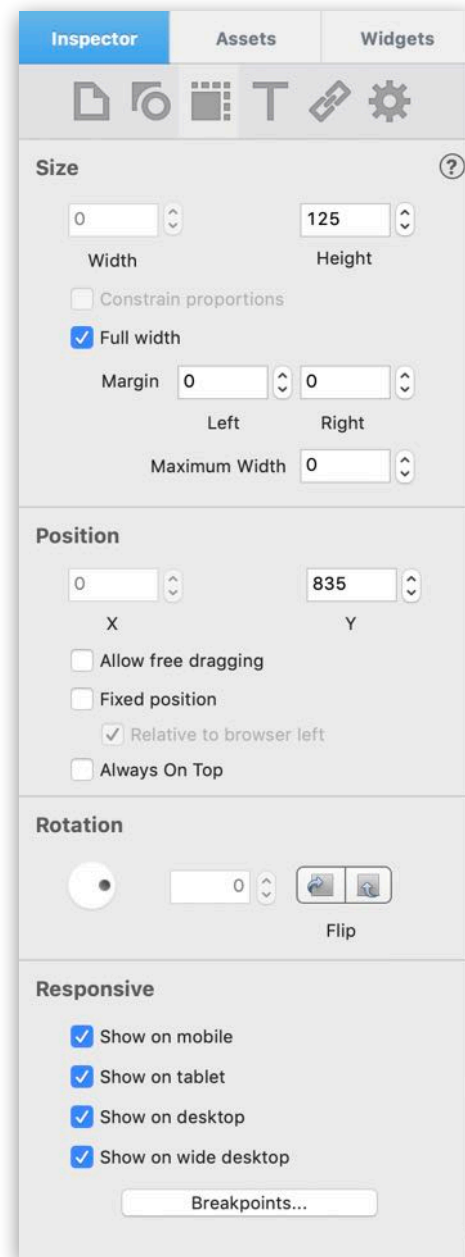 Inspector Assets Widgets
T
Size ?
0 125
Width Height
Constrain proportions
Full width
Margin 0 0
Left Right
Maximum Width 0
Position
0 835
X Y
Allow free dragging
Fixed position
Relative to browser left
Always On Top
Rotation
0
Flip
Responsive
Show on mobile
Show on tablet
Show on desktop
Show on wide desktop
Breakpoints...